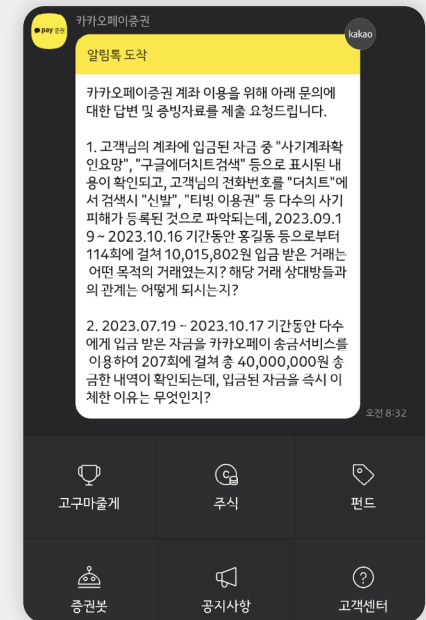 카카오페이증권
pay 증권
kakao
알림톡 도착
카카오페이증권 계좌 이용을 위해 아래 문의에
대한 답변 및 증빙자료를 제출 요청드립니다.
1. 고객님의 계좌에 입금된 자금 중 "사기계좌확
인요망", "구글에더치트검색" 등으로 표시된 내
용이 확인되고, 고객님의 전화번호를 "더치트"에
서 검색시 "신발", "티빙 이용권" 등 다수의 사기
피해가 등록된 것으로 파악되는데, 2023.09.1
9 ~ 2023.10.16 기간동안 홍길동 등으로부터
114회에 걸쳐 10,015,802원 입금 받은 거래는
어떤 목적의 거래였는지? 해당 거래 상대방들과
의 관계는 어떻게 되시는지?
2. 2023.07.19 ~ 2023.10.17 기간동안 다수
에게 입금 받은 자금을 카카오페이 송금서비스를
이용하여 207회에 걸쳐 총 40,000,000원 송
금한 내역이 확인되는데, 입금된 자금을 즉시 이
체한 이유는 무엇인지?
오전 8:32
고구마줄게
주식
펀드
증권봇
공지사항
고객센터